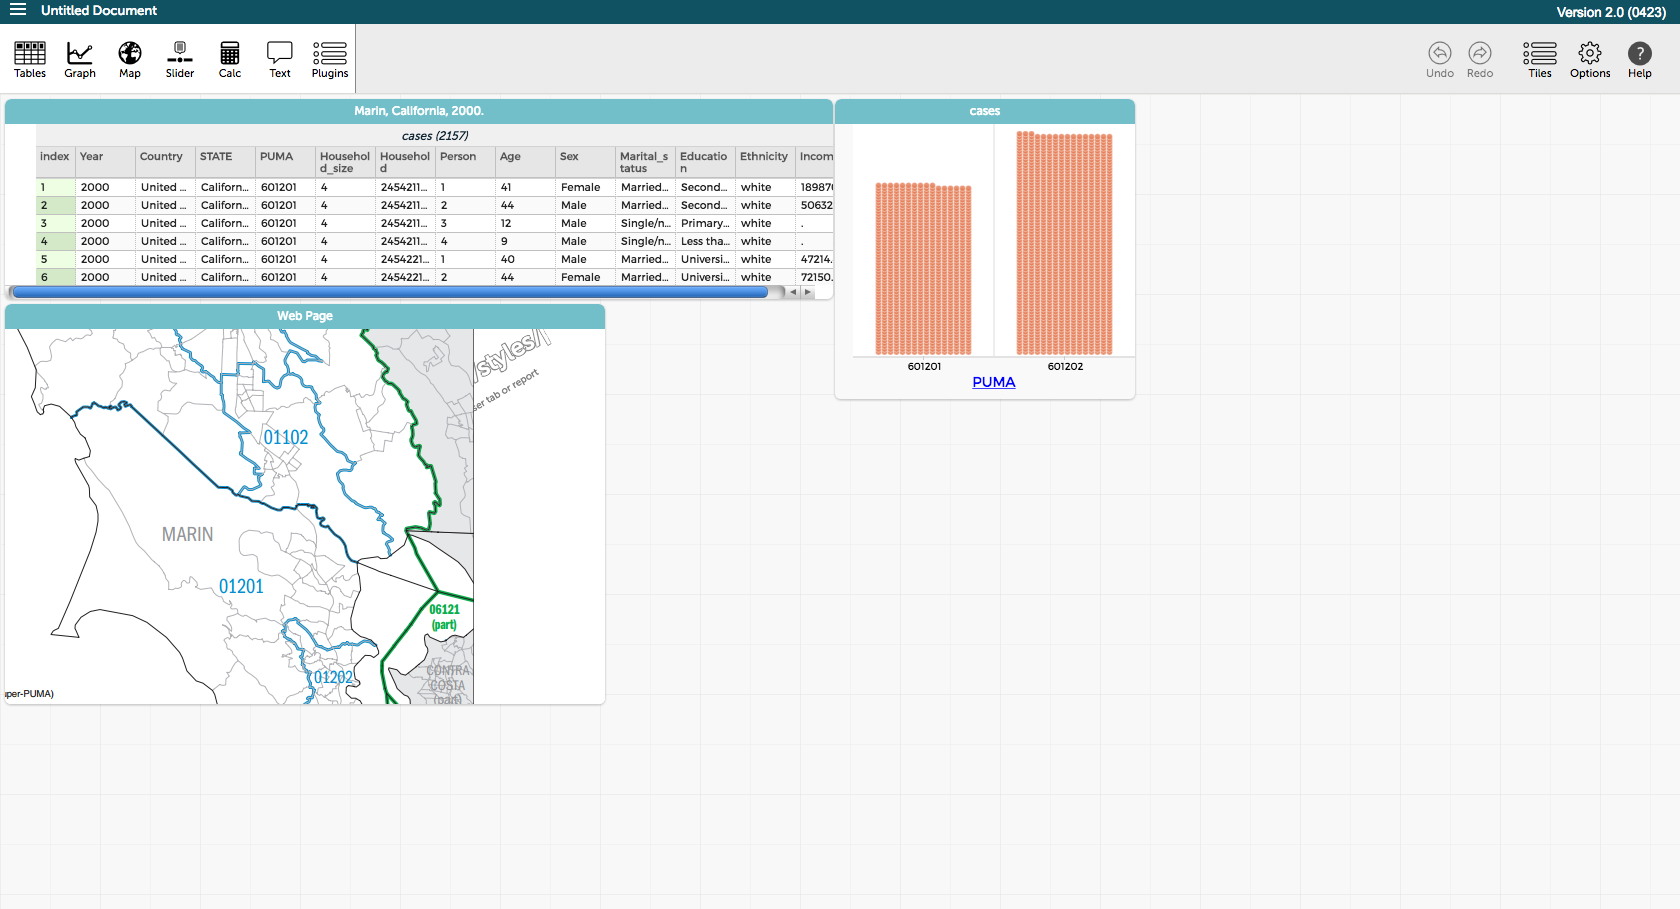 Untitled Document
Version 2.0 (0423)
Tables Graph Map Slider Calc Text Plugins
Undo Redo Tiles Options Help
Marin, California, 2000.
cases (2157)
index Year Country STATE PUMA Househol Househol Person Age Sex Marital_s Educatio Ethnicity Incom
d_size d tatus n
1 2000 United ... Californ... 601201 4 2454211... 1 41 Female Married... Second... white 18987
2 2000 United ... Californ... 601201 4 2454211... 2 44 Male Married... Second... white 50632
3 2000 United ... Californ... 601201 4 2454211... 3 12 Male Single/n... Primary... white .
4 2000 United ... Californ... 601201 4 2454211... 4 9 Male Single/n... Less tha... white .
5 2000 United ... Californ... 601201 4 2454221... 1 40 Male Married... Universi... white 47214.
6 2000 United ... Californ... 601201 4 2454221... 2 44 Female Married... Universi... white 72150.
cases
601201 601202
PUMA
Web Page
/styles/
ser tab or report
01102
MARIN
01201
06121
(part)
01202
CONTRA
COSTA
(part)
per-PUMA)